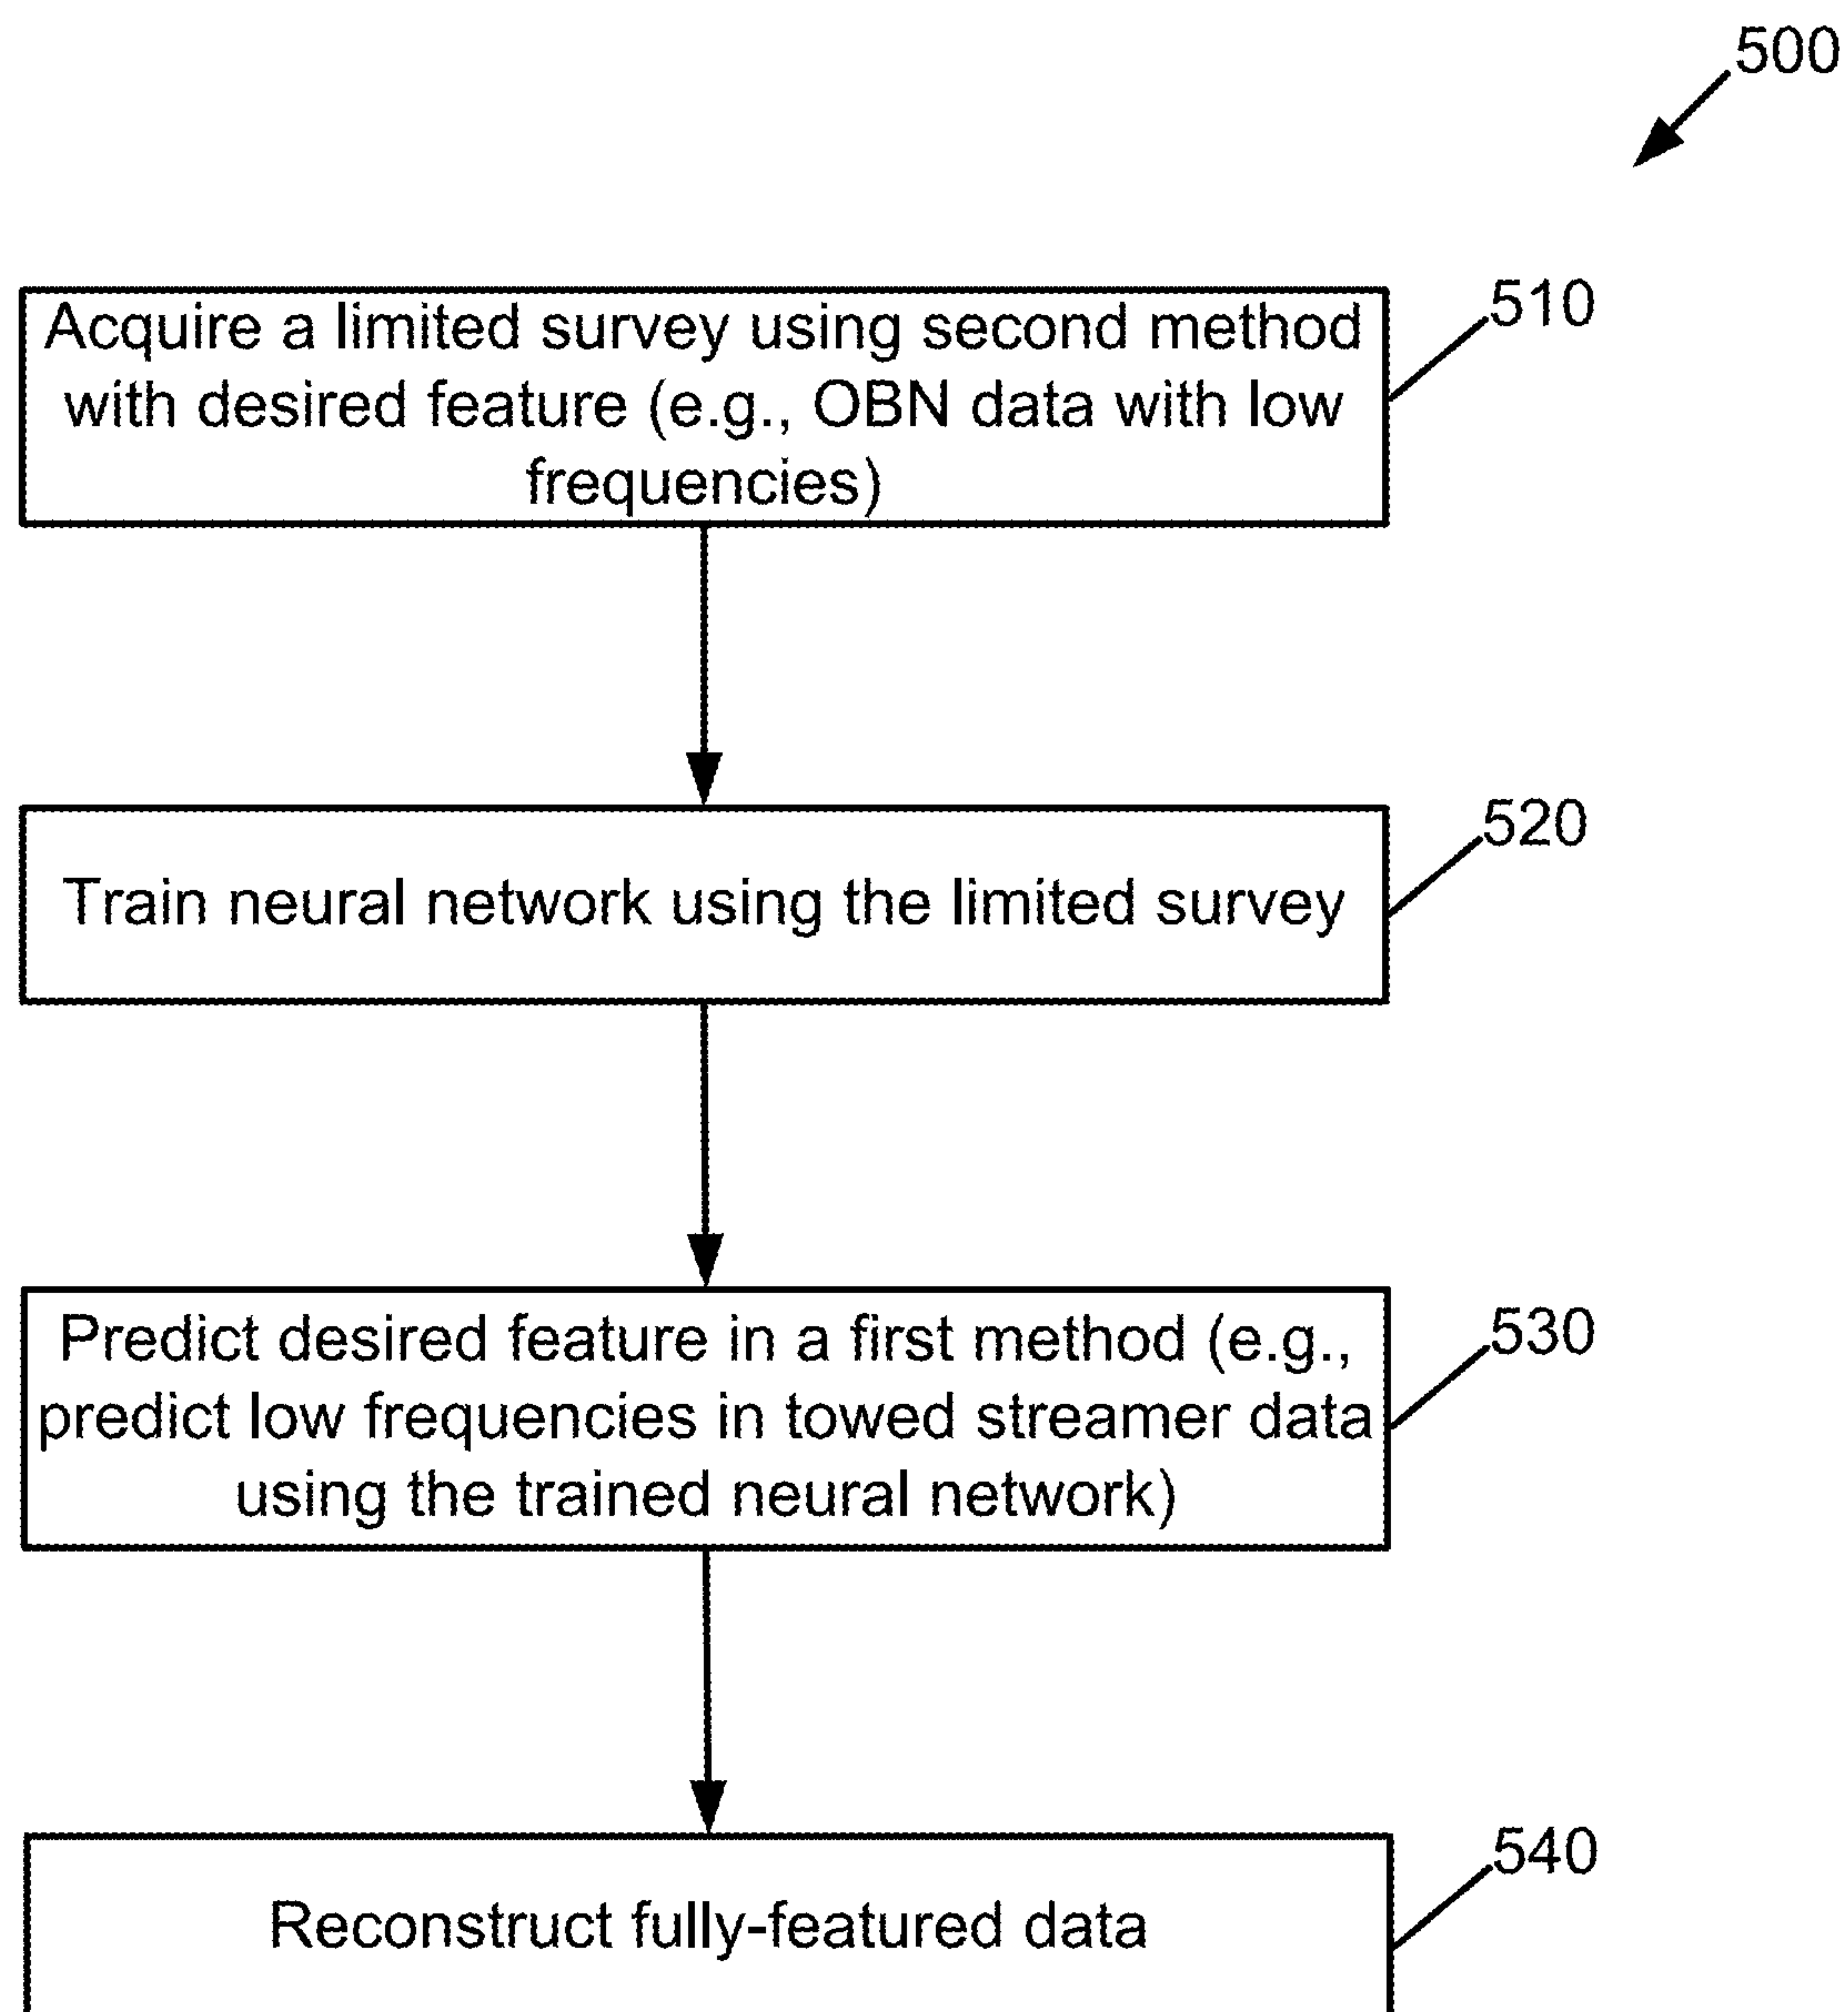 500
Acquire a limited survey using second method
with desired feature (e.g., OBN data with low
frequencies)
510
Train neural network using the limited survey
520
Predict desired feature in a first method (e.g.,
predict low frequencies in towed streamer data
using the trained neural network)
530
Reconstruct fully-featured data
540